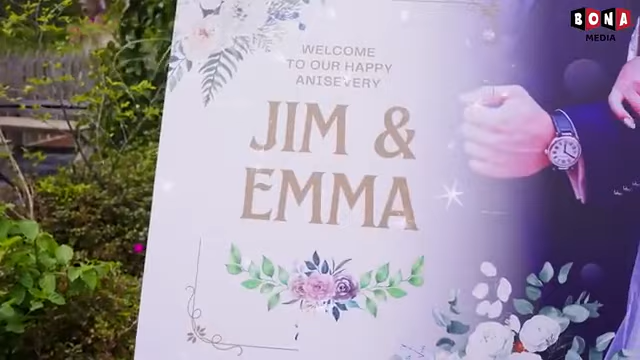 BONA
MEDIA
WELCOME
TO OUR HAPPY
ANISEVERY
JIM &
EMMA